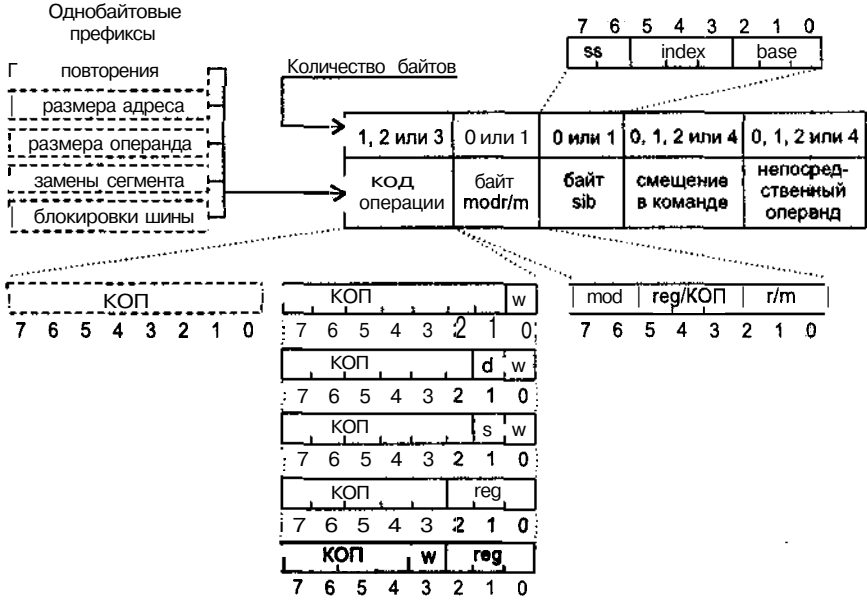 Однобайтовые
префиксы
повторения
размера адреса
размера операнда
замены сегмента
блокировки шины
Количество байтов
7 6 5 4 3 2 1 0
ss index base
1, 2 или 3 0 или 1 0 или 1 0, 1, 2 или 4 0, 1, 2 или 4
код
операции
байт
modr/m
байт
sib
смещение
в команде
непосред-
ственный
операнд
КОП
7 6 5 4 3 2 1 0
КОП w
7 6 5 4 3 2 1 0
КОП d w
7 6 5 4 3 2 1 0
КОП s w
7 6 5 4 3 2 1 0
КОП reg
7 6 5 4 3 2 1 0
КОП w reg
7 6 5 4 3 2 1 0
mod reg/КОП r/m
7 6 5 4 3 2 1 0